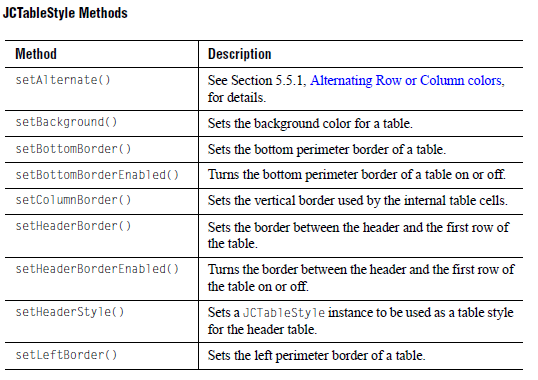 JCTableStyle Methods
Method Description
setAlternate() See Section 5.5.1, Alternating Row or Column colors,
for details.
setBackground() Sets the background color for a table.
setBottomBorder() Sets the bottom perimeter border of a table.
setBottomBorderEnabled() Turns the bottom perimeter border of a table on or off.
setColumnBorder() Sets the vertical border used by the internal table cells.
setHeaderBorder() Sets the border between the header and the first row of
the table.
setHeaderBorderEnabled() Turns the border between the header and the first row of
the table on or off.
setHeaderStyle() Sets a JCTableStyle instance to be used as a table style
for the header table.
setLeftBorder() Sets the left perimeter border of a table.